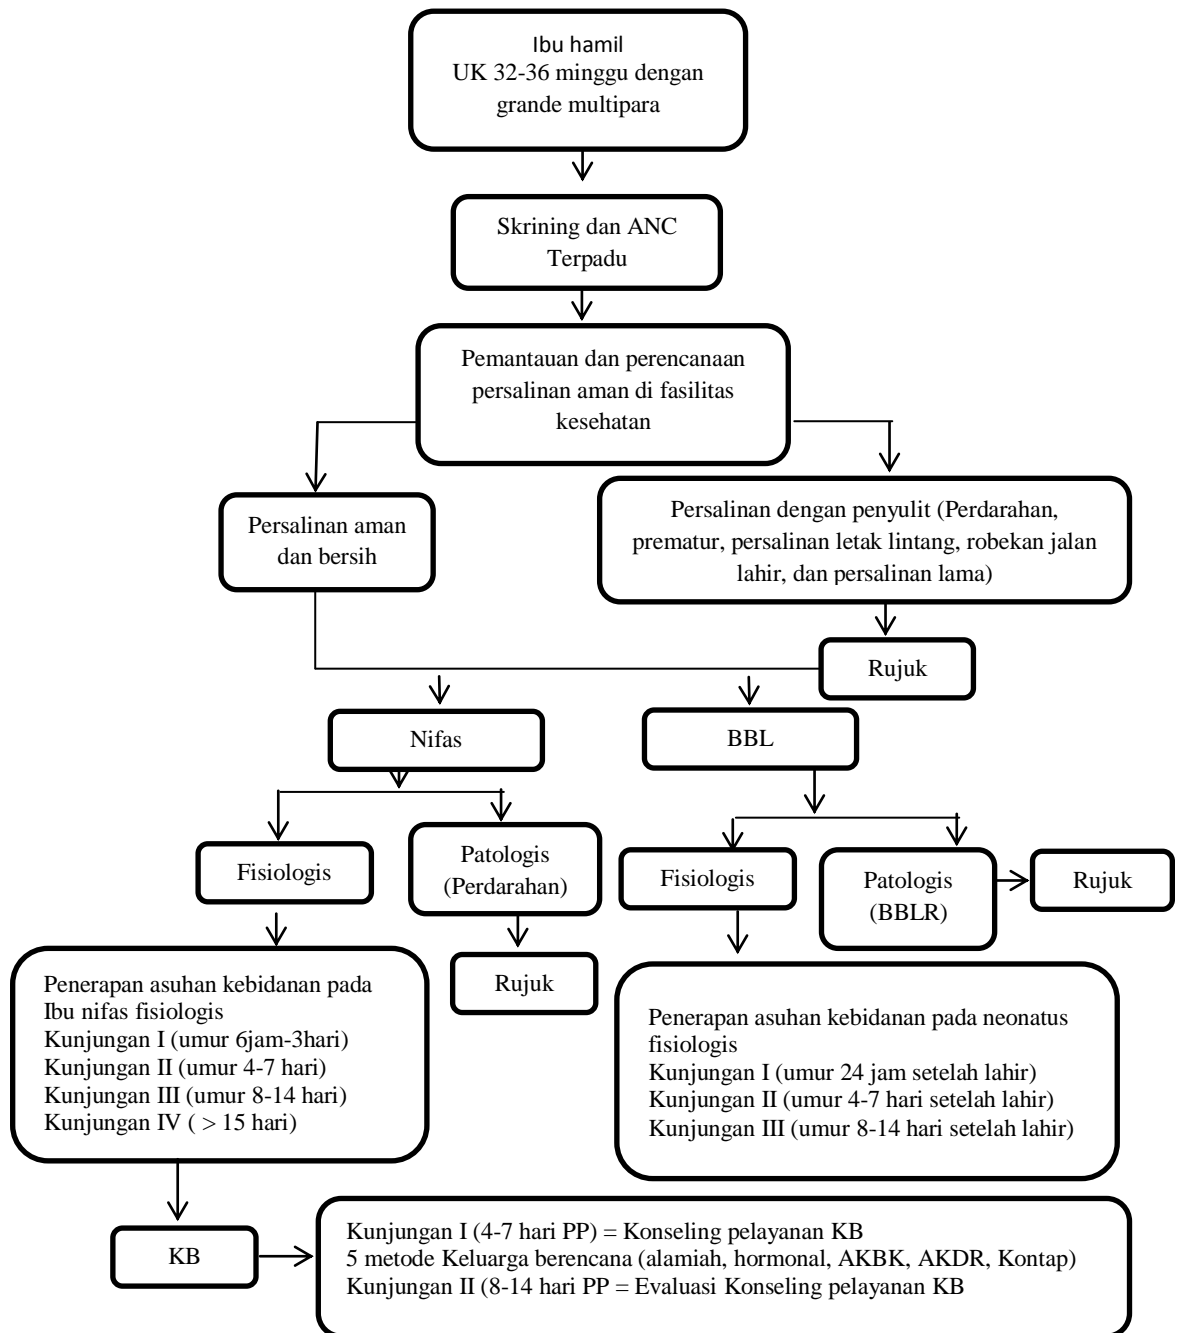 Ibu hamil
UK 32-36 minggu dengan
grande multipara
Skrining dan ANC
Terpadu
Pemantauan dan perencanaan
persalinan aman di fasilitas
kesehatan
Persalinan aman
dan bersih
Persalinan dengan penyulit (Perdarahan,
prematur, persalinan letak lintang, robekan jalan
lahir, dan persalinan lama)
Rujuk
Nifas
BBL
Fisiologis
Patologis
(Perdarahan)
Fisiologis
Patologis
(BBLR)
Rujuk
Rujuk
Penerapan asuhan kebidanan pada
Ibu nifas fisiologis
Kunjungan I (umur 6jam-3hari)
Kunjungan II (umur 4-7 hari)
Kunjungan III (umur 8-14 hari)
Kunjungan IV ( > 15 hari)
Penerapan asuhan kebidanan pada neonatus
fisiologis
Kunjungan I (umur 24 jam setelah lahir)
Kunjungan II (umur 4-7 hari setelah lahir)
Kunjungan III (umur 8-14 hari setelah lahir)
KB
Kunjungan I (4-7 hari PP) = Konseling pelayanan KB
5 metode Keluarga berencana (alamiah, hormonal, AKBK, AKDR, Kontap)
Kunjungan II (8-14 hari PP = Evaluasi Konseling pelayanan KB